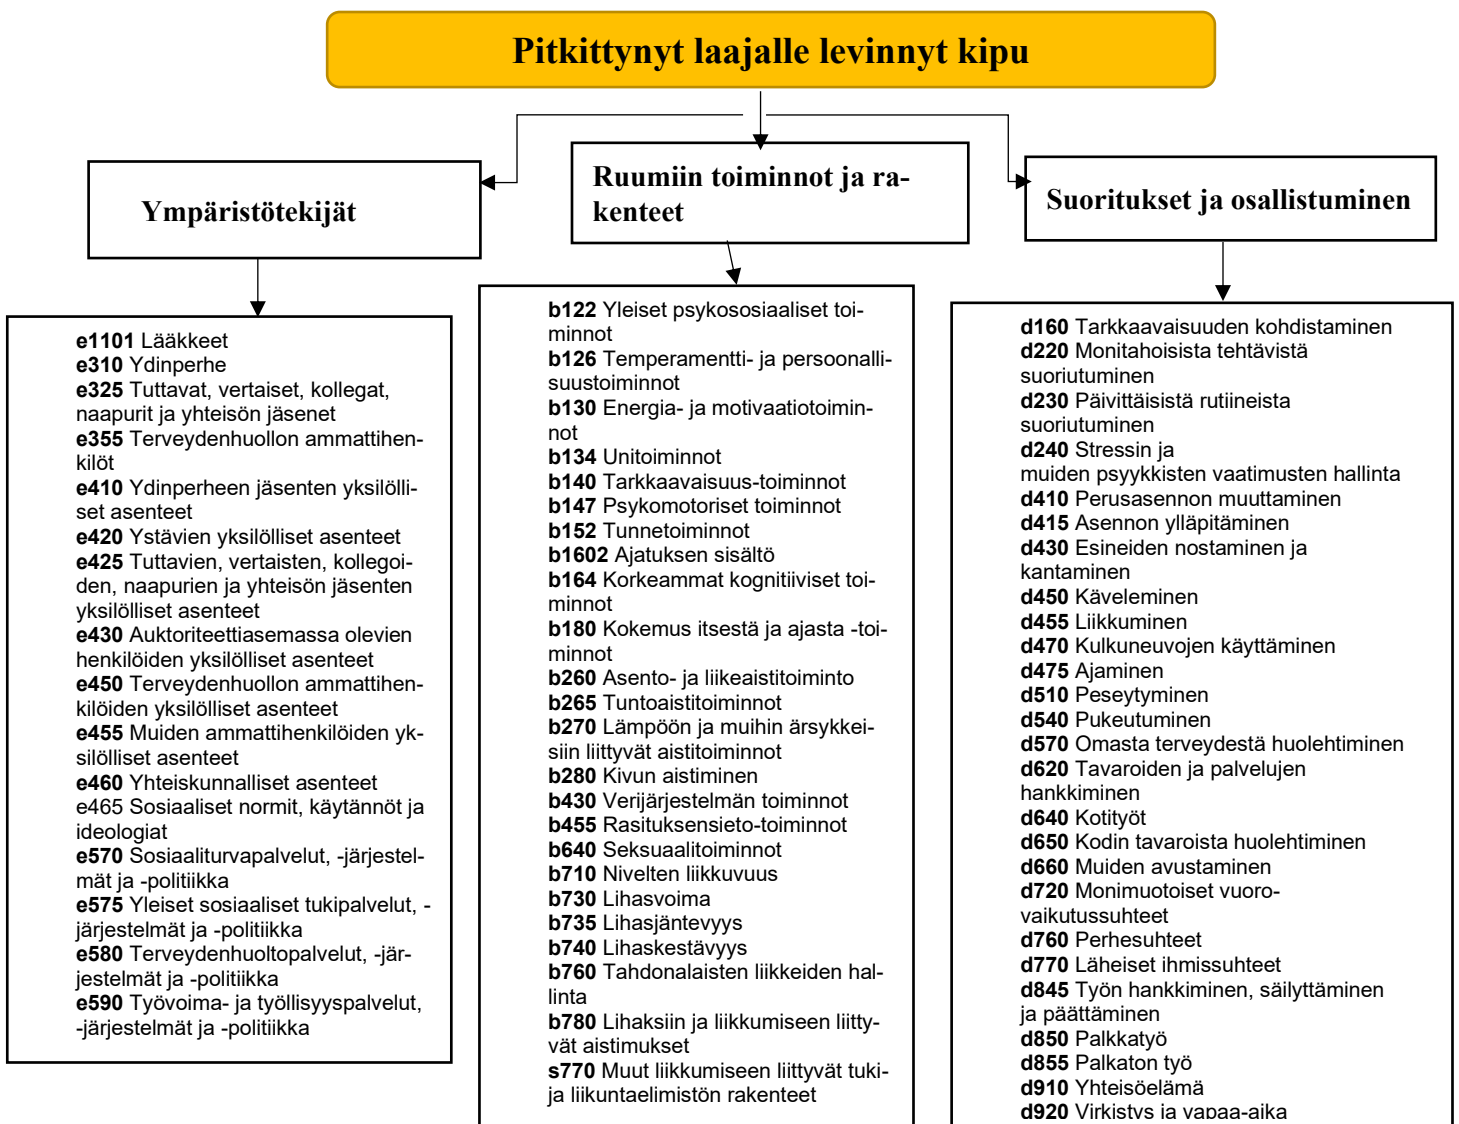 Pitkittynyt laajalle levinnyt kipu
Ympäristötekijät
Ruumiin toiminnot ja ra-
kenteet
Suoritukset ja osallistuminen
e1101 Lääkkeet
e310 Ydinperhe
e325 Tuttavat, vertaiset, kollegat,
naapurit ja yhteisön jäsenet
e355 Terveydenhuollon ammattihen-
kilöt
e410 Ydinperheen jäsenten yksilölli-
set asenteet
e420 Ystävien yksilölliset asenteet
e425 Tuttavien, vertaisten, kollegoi-
den, naapurien ja yhteisön jäsenten
yksilölliset asenteet
e430 Auktoriteettiasemassa olevien
henkilöiden yksilölliset asenteet
e450 Terveydenhuollon ammattihen-
kilöiden yksilölliset asenteet
e455 Muiden ammattihenkilöiden yk-
silölliset asenteet
e460 Yhteiskunnalliset asenteet
e465 Sosiaaliset normit, käytännöt ja
ideologiat
e570 Sosiaaliturvapalvelut, -järjestel-
mät ja -politiikka
e575 Yleiset sosiaaliset tukipalvelut, -
järjestelmät ja -politiikka
e580 Terveydenhuoltopalvelut, -jär-
jestelmät ja -politiikka
e590 Työvoima- ja työllisyyspalvelut,
-järjestelmät ja -politiikka
b122 Yleiset psykososiaaliset toi-
minnot
b126 Temperamentti- ja persoonalli-
suustoiminnot
b130 Energia- ja motivaatiotoimin-
not
b134 Unitoiminnot
b140 Tarkkaavaisuus-toiminnot
b147 Psykomotoriset toiminnot
b152 Tunnetoiminnot
b1602 Ajatuksen sisältö
b164 Korkeammat kognitiiviset toi-
minnot
b180 Kokemus itsestä ja ajasta -toi-
minnot
b260 Asento- ja liikeaistitoiminto
b265 Tuntoaistitoiminnot
b270 Lämpöön ja muihin ärsykkei-
siin liittyvät aistitoiminnot
b280 Kivun aistiminen
b430 Verijärjestelmän toiminnot
b455 Rasituksensieto-toiminnot
b640 Seksuaalitoiminnot
b710 Nivelten liikkuvuus
b730 Lihasvoima
b735 Lihasjäntevyys
b740 Lihaskestävyys
b760 Tahdonalaisten liikkeiden hal-
linta
b780 Lihaksiin ja liikkumiseen liitty-
vät aistimukset
s770 Muut liikkumiseen liittyvät tuki-
ja liikuntaelimistön rakenteet
d160 Tarkkaavaisuuden kohdistaminen
d220 Monitahoisista tehtävistä
suoriutuminen
d230 Päivittäisistä rutiineista
suoriutuminen
d240 Stressin ja
muiden psyykkisten vaatimusten hallinta
d410 Perusasennon muuttaminen
d415 Asennon ylläpitäminen
d430 Esineiden nostaminen ja
kantaminen
d450 Käveleminen
d455 Liikkuminen
d470 Kulkuneuvojen käyttäminen
d475 Ajaminen
d510 Peseytyminen
d540 Pukeutuminen
d570 Omasta terveydestä huolehtiminen
d620 Tavaroiden ja palvelujen
hankkiminen
d640 Kotityöt
d650 Kodin tavaroista huolehtiminen
d660 Muiden avustaminen
d720 Monimuotoiset vuoro-
vaikutussuhteet
d760 Perhesuhteet
d770 Läheiset ihmissuhteet
d845 Työn hankkiminen, säilyttäminen
ja päättäminen
d850 Palkkatyö
d855 Palkaton työ
d910 Yhteisöelämä
d920 Virkistys ja vapaa-aika